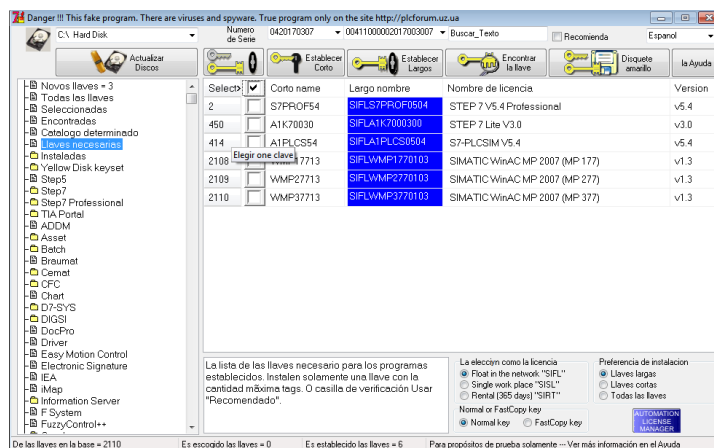 Danger !!! This fake program. There are viruses and spyware. True program only on the site http://plcforum.uz.ua
C:\ Hard Disk
Numero de Serie
0420170307
00411000002017003007
Buscar_Texto
Recomienda
Espanol
Actualizar Discos
Establecer Corto
Establecer Largos
Encontrar la llave
Disquete amarillo
la Ayuda
Novos llaves = 3
Todas las llaves
Seleccionadas
Encontradas
Catalogo determinado
Llaves necesarias
Instaladas
Yellow Disk keyset
Step5
Step7
Step7 Professional
TIA Portal
ADDM
Asset
Batch
Braumat
Cemat
CFC
Chart
D7-SYS
DIGSI
DocPro
Driver
Easy Motion Control
Electronic Signature
IEA
iMap
Information Server
F System
FuzzyControl++
Select> Corto name Largo nombre Nombre de licencia Version
2 S7PROF54 SIFLS7PROF0504 STEP 7 V5.4 Professional v5.4
450 A1K70030 SIFLA1K7000300 STEP 7 Lite V3.0 v3.0
414 A1PLCS54 SIFLA1PLCS0504 S7-PLCSIM V5.4 v5.4
Elegir one clave
2108 WMP17713 SIFLWMP1770103 SIMATIC WinAC MP 2007 (MP 177) v1.3
2109 WMP27713 SIFLWMP2770103 SIMATIC WinAC MP 2007 (MP 277) v1.3
2110 WMP37713 SIFLWMP3770103 SIMATIC WinAC MP 2007 (MP 377) v1.3
La lista de las llaves necesario para los programas
establecidos. Instalen solamente una llave con la
cantidad mãxima tags. O casilla de verificatión Usar
"Recomendado".
La elecciyn como la licencia
Float in the network "SIFL"
Single work place "SISL"
Rental (365 days) "SIRT"
Normal or FastCopy key
Normal key FastCopy key
Preferencia de instalacion
Llaves largas
Llaves cortas
Todas las llaves
AUTOMATION
LICENSE
MANAGER
De las llaves en la base = 2110
Es escogido las llaves = 0
Es establecido las llaves = 6
Para propósitos de prueba solamente --- Ver más información en el Ayuda